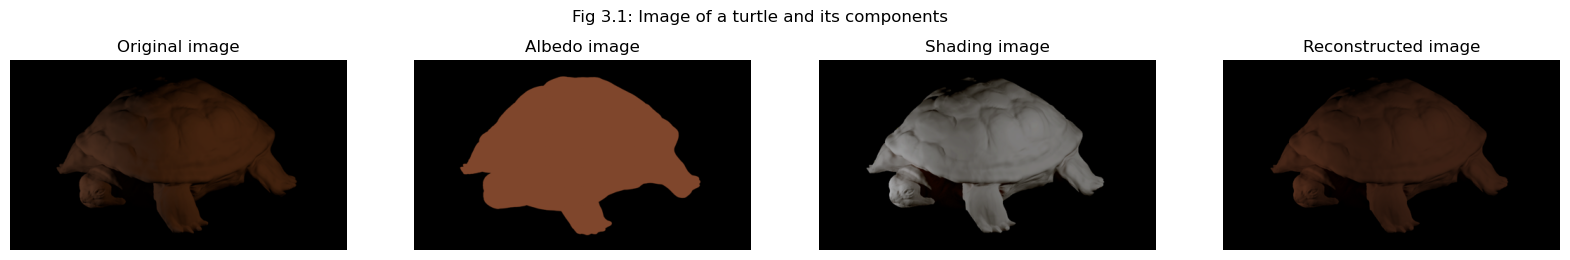 Fig 3.1: Image of a turtle and its components
Original image
Albedo image
Shading image
Reconstructed image